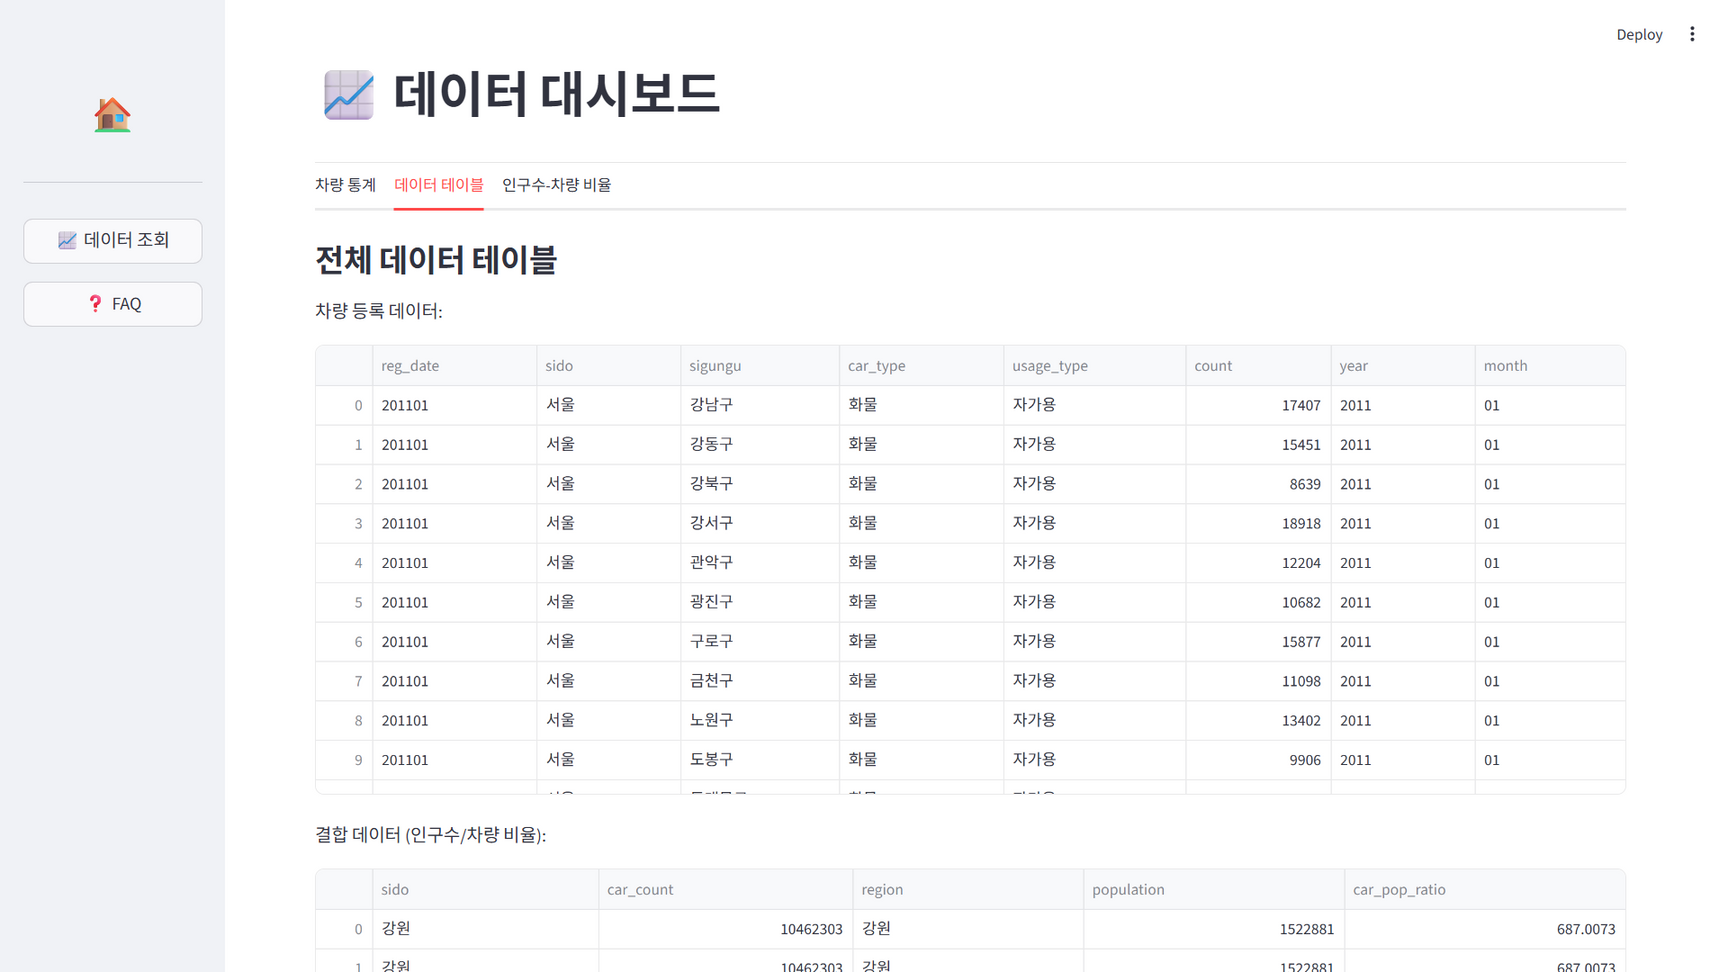 Deploy
데이터 대시보드
차량 통계 데이터 테이블 인구수-차량 비율
데이터 조회
FAQ
전체 데이터 테이블
차량 등록 데이터:
reg_date sido sigungu car_type usage_type count year month
0 201101 서울 강남구 화물 자가용 17407 2011 01
1 201101 서울 강동구 화물 자가용 15451 2011 01
2 201101 서울 강북구 화물 자가용 8639 2011 01
3 201101 서울 강서구 화물 자가용 18918 2011 01
4 201101 서울 관악구 화물 자가용 12204 2011 01
5 201101 서울 광진구 화물 자가용 10682 2011 01
6 201101 서울 구로구 화물 자가용 15877 2011 01
7 201101 서울 금천구 화물 자가용 11098 2011 01
8 201101 서울 노원구 화물 자가용 13402 2011 01
9 201101 서울 도봉구 화물 자가용 9906 2011 01
결합 데이터 (인구수/차량 비율):
sido car_count region population car_pop_ratio
0 강원 10462303 강원 1522881 687.0073
1 강원 10462303 강원 1522881 687.0073